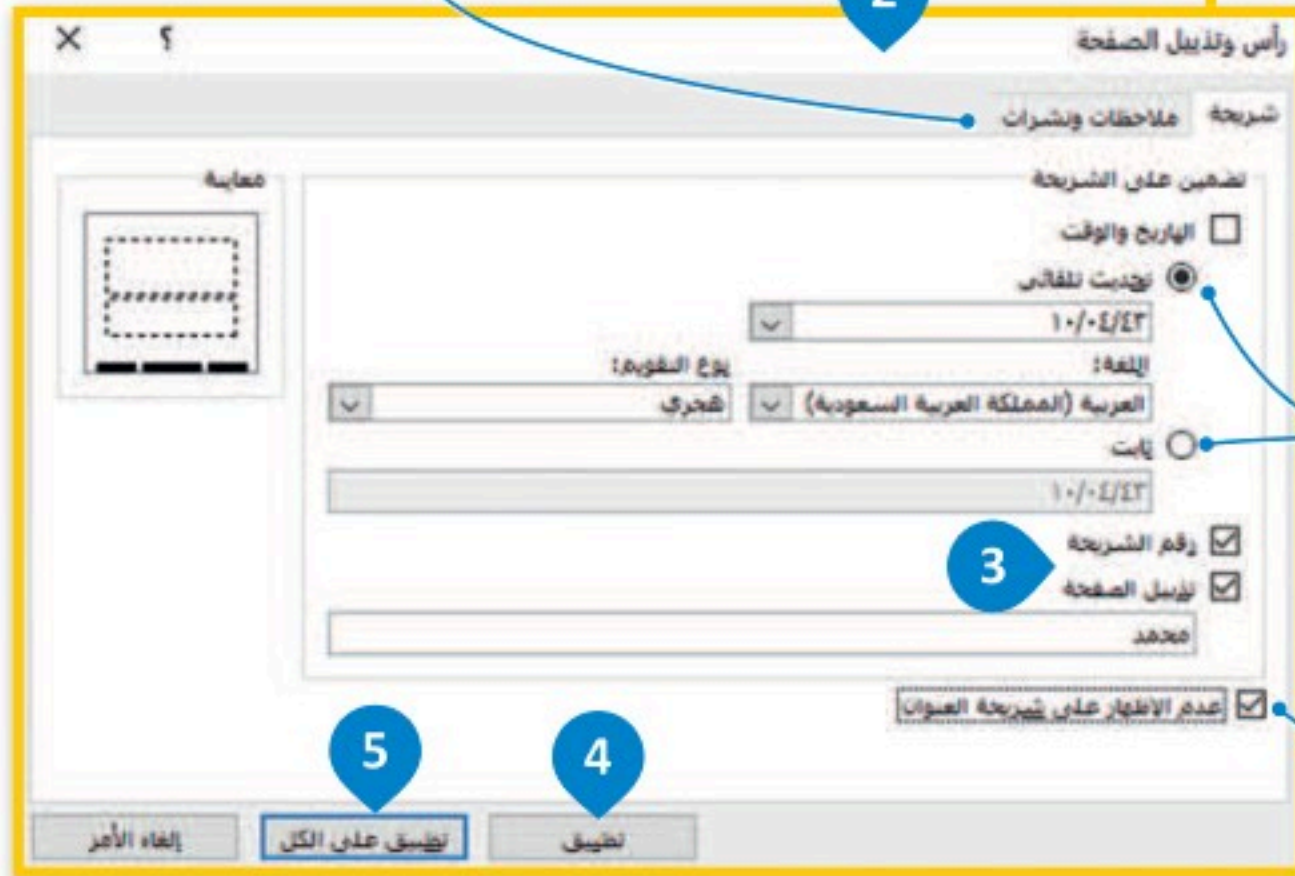 2
رأس وتذييل الصفحة
؟ ×
شريحة ملاحظات ونشرات
تضمين على الشريحة
معاينة
التاريخ والوقت
تحديث تلقائي
١٠/٠٤/٤٣
اللغة: نوع التقويم:
العربية (المملكة العربية السعودية) هجري
ثابت
١٠/٠٤/٤٣
رقم الشريحة
3
تذييل الصفحة
محمد
عدم الاظهار على شريحة العنوان
4 5
تطبيق تطبيق على الكل إلغاء الأمر